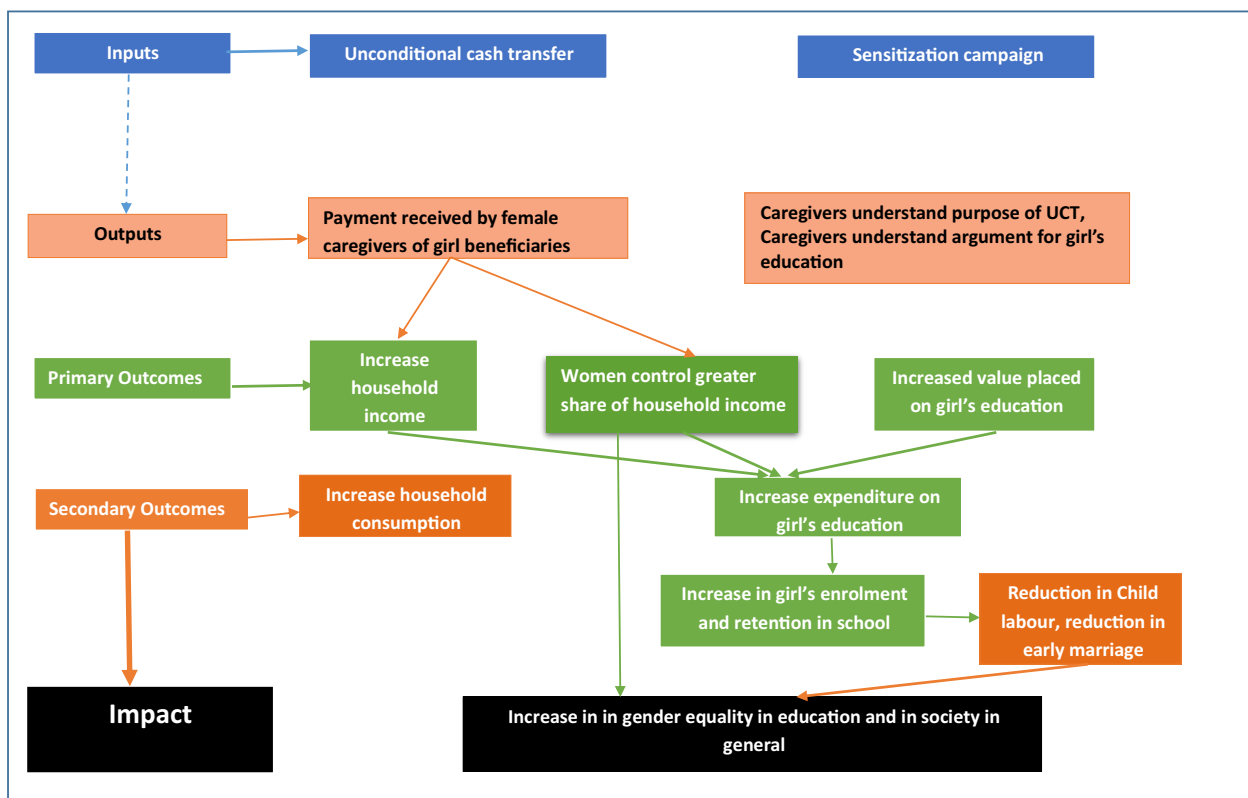 Inputs
Unconditional cash transfer
Sensitization campaign
Outputs
Payment received by female
caregivers of girl beneficiaries
Caregivers understand purpose of UCT,
Caregivers understand argument for girl’s
education
Primary Outcomes
Increase
household
income
Women control greater
share of household income
Increased value placed
on girl’s education
Secondary Outcomes
Increase household
consumption
Increase expenditure on
girl’s education
Increase in girl’s enrolment
and retention in school
Reduction in Child
labour, reduction in
early marriage
Impact
Increase in in gender equality in education and in society in
general